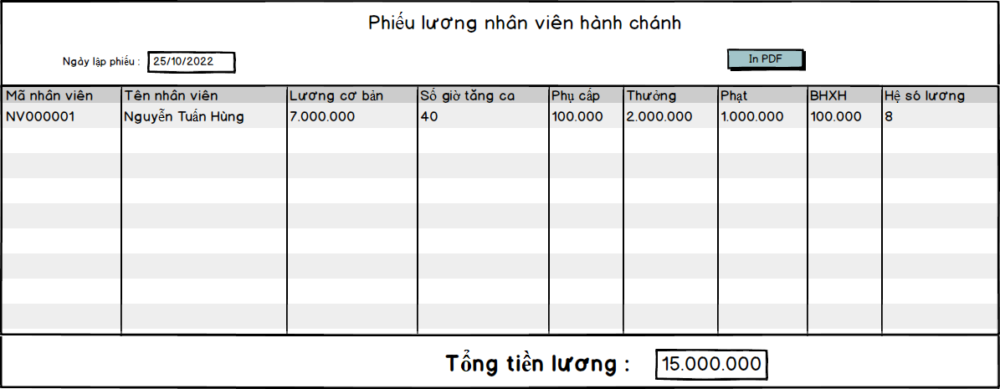 Phiếu lương nhân viên hành chánh
Ngày lập phiếu : 25/10/2022 In PDF
Mã nhân viên Tên nhân viên Lương cơ bản Số giờ tăng ca Phụ cấp Thưởng Phạt BHXH Hệ só lương
NV000001 Nguyễn Tuấn Hùng 7.000.000 40 100.000 2.000.000 1.000.000 100.000 8
Tổng tiền lương : 15.000.000